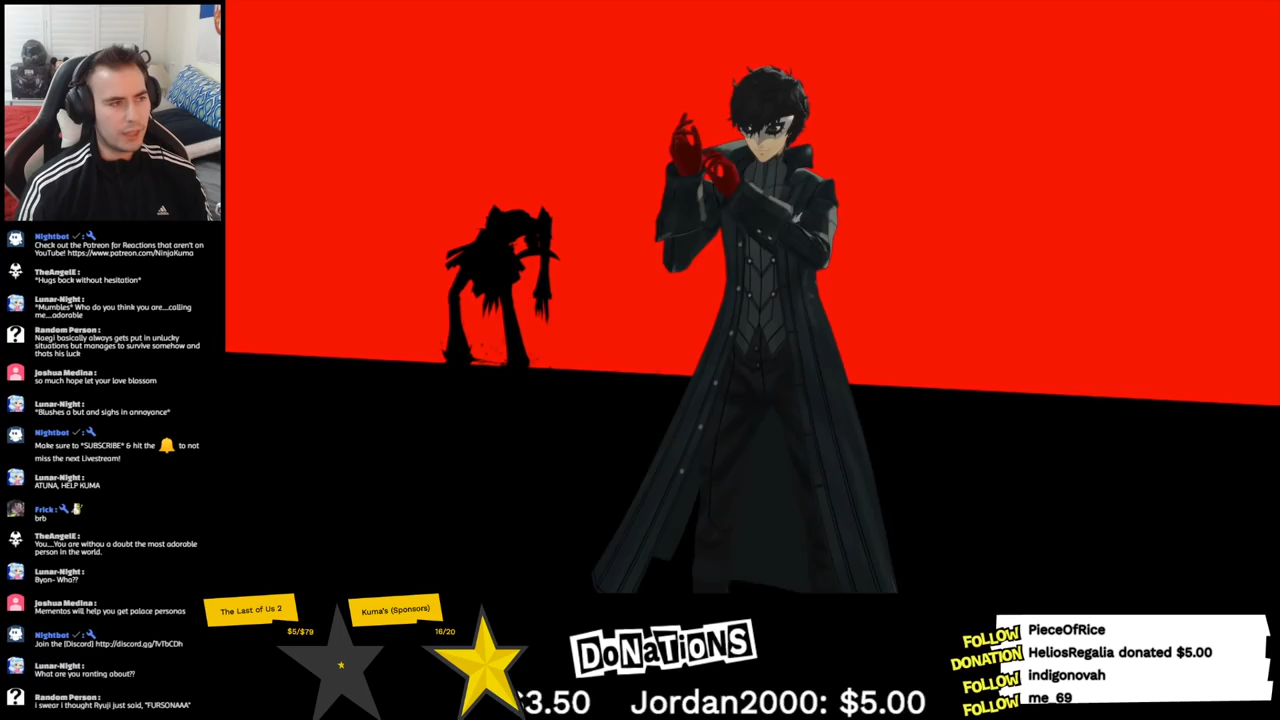 Nightbot ✓ :
Check out the Patreon for Reactions that aren't on
YouTube! https://www.patreon.com/NinjaKuma
TheAngelE :
*Hugs back without hesitation*
Lunar-Night :
*Mumbles* Who do you think you are....calling
me....adorable
Random Person :
Naegi basically always gets put in unlucky
situations but manages to survive somehow and
thats his luck
Joshua Medina :
so much hope let your love blossom
Lunar-Night :
*Blushes a but and sighs in annoyance*
Nightbot ✓ :
Make sure to *SUBSCRIBE* & hit the 🔔 to not
miss the next Livestream!
Lunar-Night :
ATUNA, HELP KUMA
Frick :
brb
TheAngelE :
You....You are withou a doubt the most adorable
person in the world.
Lunar-Night :
Byon- Who??
Joshua Medina :
Mementos will help you get palace personas
Nightbot ✓ :
Join the [Discord] http://discord.gg/1vTbCDh
Lunar-Night :
What are you ranting about??
Random Person :
I swear i thought Ryuji just said, "FURSONAAA"
The Last of Us 2
$5/$79
Kuma's (Sponsors)
16/20
DONATIONS
$3.50 Jordan2000: $5.00
FOLLOW PieceOfRice
DONATION HeliosRegalia donated $5.00
FOLLOW indigonovah
FOLLOW me_69
adidas